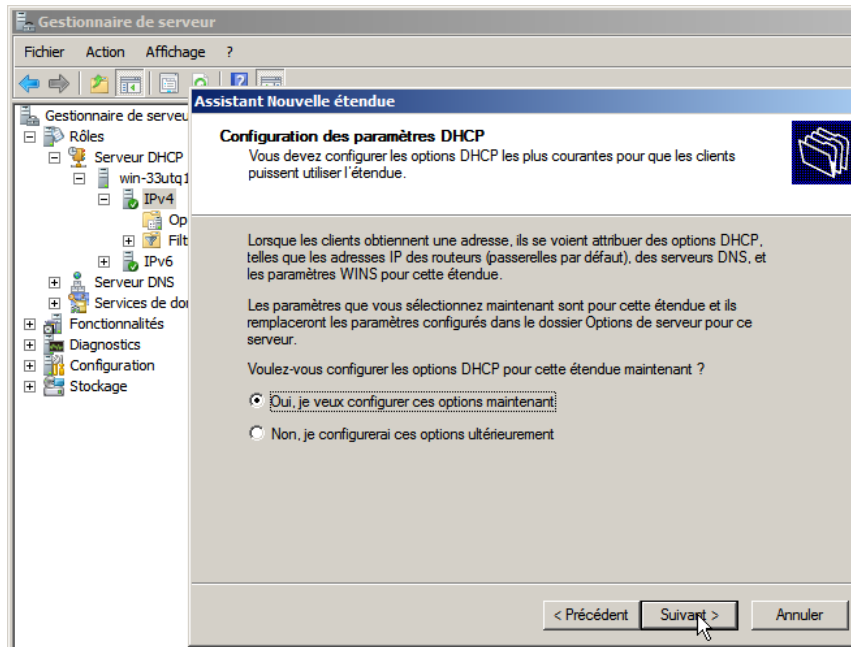 Gestionnaire de serveur
Fichier Action Affichage ?
Gestionnaire de serveu
Rôles
Serveur DHCP
win-33utq1
IPv4
Op
Filt
IPv6
Serveur DNS
Services de do
Fonctionnalités
Diagnostics
Configuration
Stockage
Assistant Nouvelle étendue
Configuration des paramètres DHCP
Vous devez configurer les options DHCP les plus courantes pour que les clients
puissent utiliser l'étendue.
Lorsque les clients obtiennent une adresse, ils se voient attribuer des options DHCP,
telles que les adresses IP des routeurs (passerelles par défaut), des serveurs DNS, et
les paramètres WINS pour cette étendue.
Les paramètres que vous sélectionnez maintenant sont pour cette étendue et ils
remplaceront les paramètres configurés dans le dossier Options de serveur pour ce
serveur.
Voulez-vous configurer les options DHCP pour cette étendue maintenant ?
Oui, je veux configurer ces options maintenant
Non, je configurerai ces options ultérieurement
< Précédent Suivant > Annuler